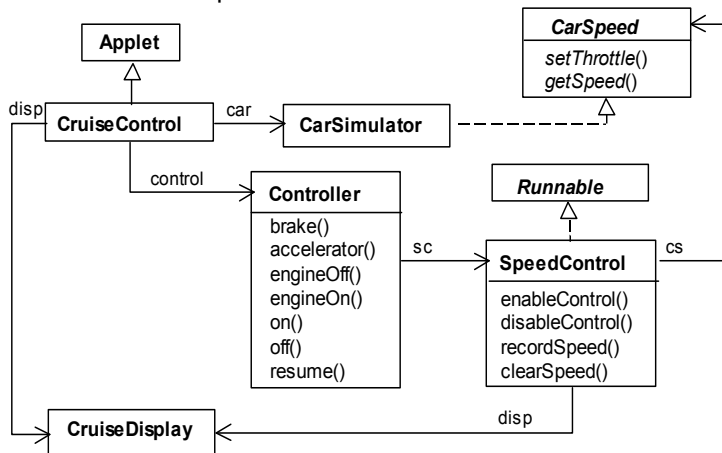 CarSpeed
setThrottle()
getSpeed()
Applet
disp
CruiseControl
car
CarSimulator
control
Controller
brake()
accelerator()
engineOff()
engineOn()
on()
off()
resume()
Runnable
sc
SpeedControl
cs
enableControl()
disableControl()
recordSpeed()
clearSpeed()
disp
CruiseDisplay